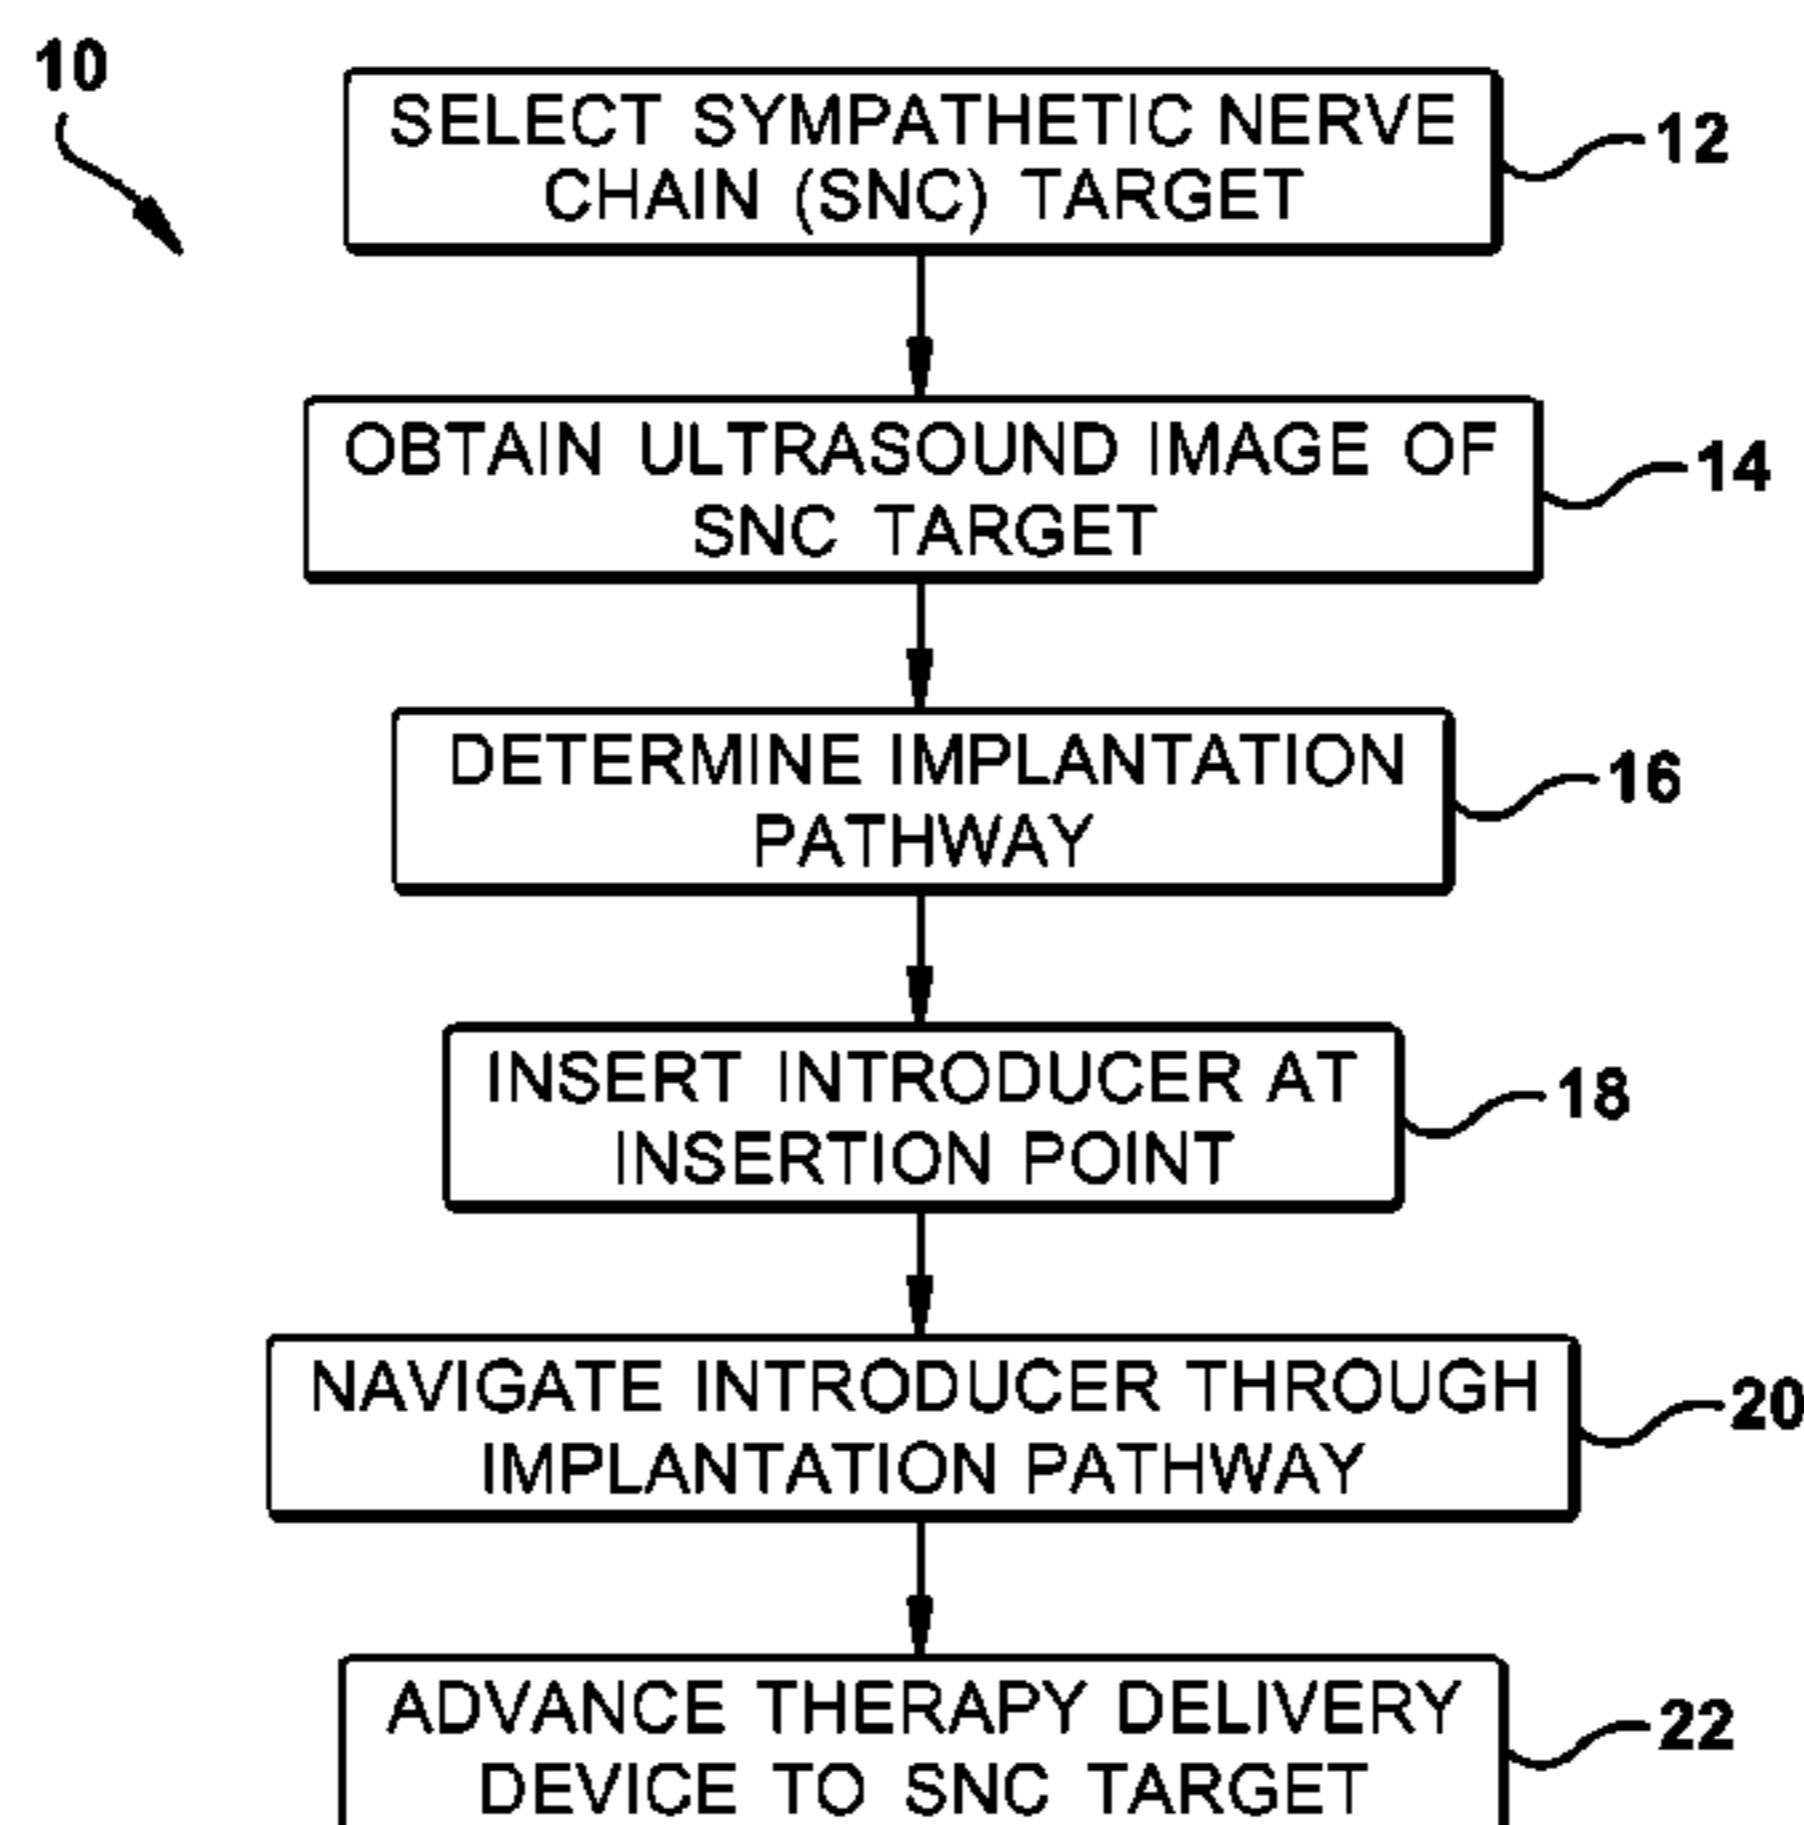 10
SELECT SYMPATHETIC NERVE
CHAIN (SNC) TARGET
12
OBTAIN ULTRASOUND IMAGE OF
SNC TARGET
14
DETERMINE IMPLANTATION
PATHWAY
16
INSERT INTRODUCER AT
INSERTION POINT
18
NAVIGATE INTRODUCER THROUGH
IMPLANTATION PATHWAY
20
ADVANCE THERAPY DELIVERY
DEVICE TO SNC TARGET
22